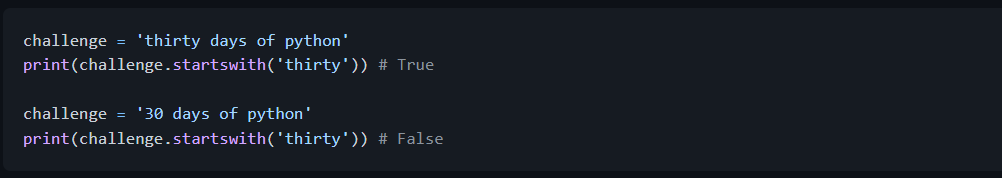 challenge = 'thirty days of python'
print(challenge.startswith('thirty')) # True

challenge = '30 days of python'
print(challenge.startswith('thirty')) # False